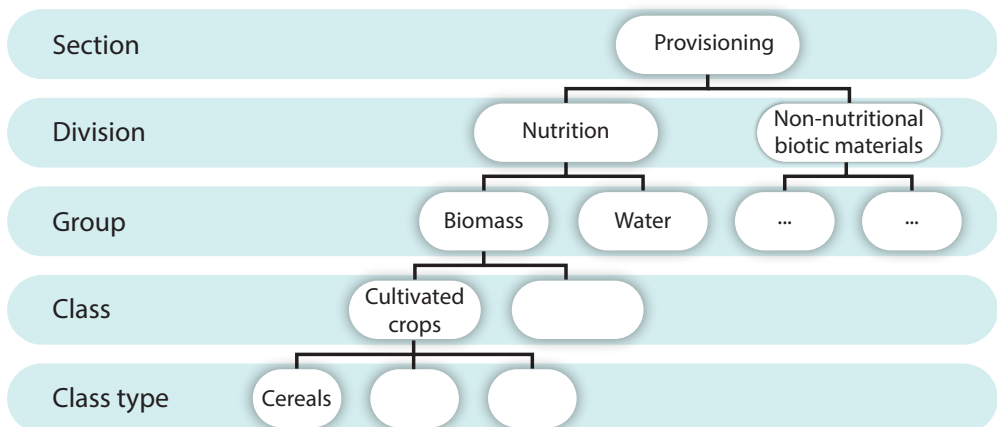 Section
Provisioning
Division
Nutrition
Non-nutritional
biotic materials
Group
Biomass
Water
...
...
Class
Cultivated
crops
Class type
Cereals